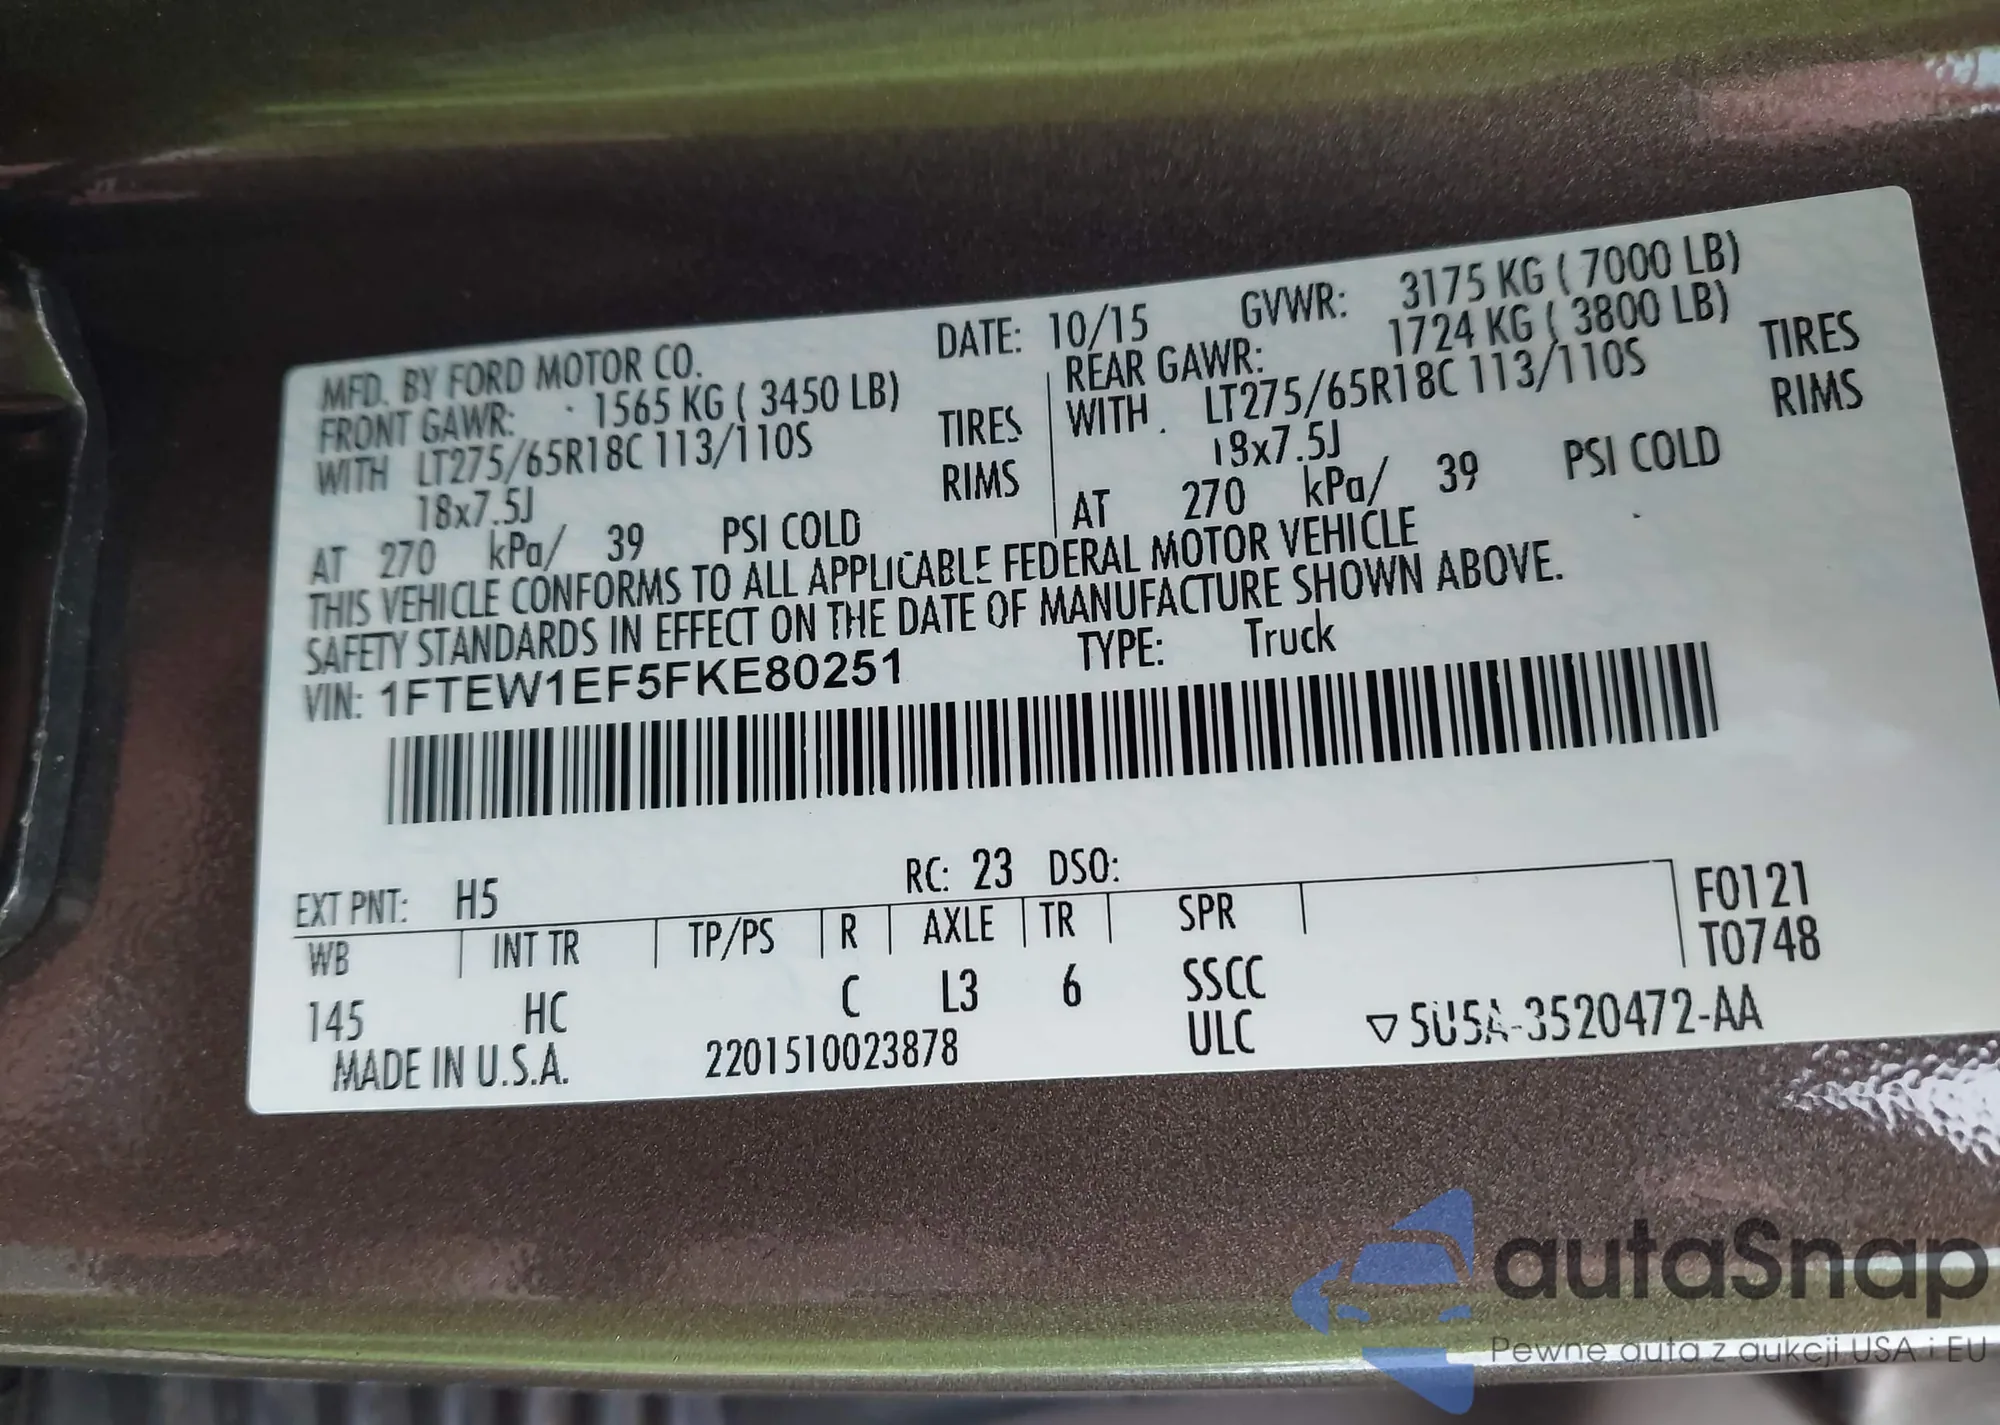 DATE: 10/15 GVWR: 3175 KG ( 7000 LB)
MFD. BY FORD MOTOR CO.
FRONT GAWR: 1565 KG ( 3450 LB)
WITH LT275/65R18C 113/110S TIRES
18x7.5J RIMS
AT 270 kPa/ 39 PSI COLD
REAR GAWR: 1724 KG ( 3800 LB)
WITH LT275/65R18C 113/110S TIRES
18x7.5J RIMS
AT 270 kPa/ 39 PSI COLD
THIS VEHICLE CONFORMS TO ALL APPLICABLE FEDERAL MOTOR VEHICLE
SAFETY STANDARDS IN EFFECT ON THE DATE OF MANUFACTURE SHOWN ABOVE.
VIN: 1FTEW1EF5FKE80251 TYPE: Truck
EXT PNT: H5 RC: 23 DSO:
WB INT TR TP/PS R AXLE TR SPR F0121
T0748
145 HC C L3 6 SSCC
ULC ▽5U5A-3520472-AA
MADE IN U.S.A. 2201510023878
autaSnap
Pewne auta z aukcji USA i EU